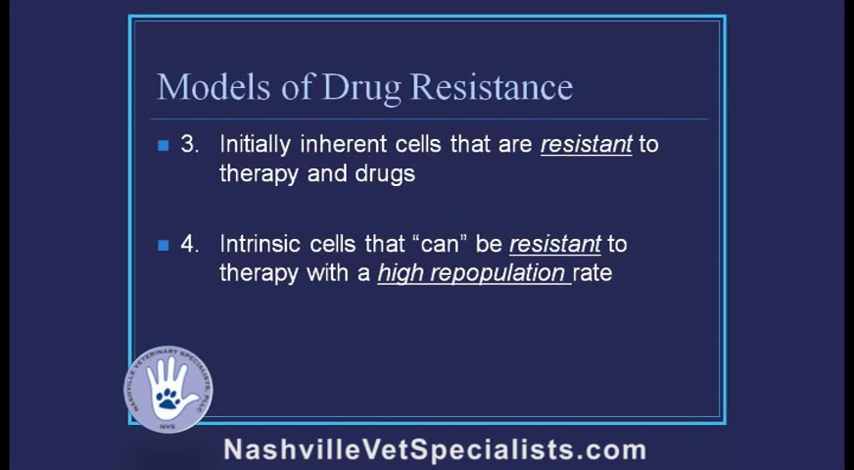 Models of Drug Resistance
3. Initially inherent cells that are resistant to
therapy and drugs
4. Intrinsic cells that “can” be resistant to
therapy with a high repopulation rate
NASHVILLE VETERINARY SPECIALISTS, PLLC
NVS
NashvilleVetSpecialists.com